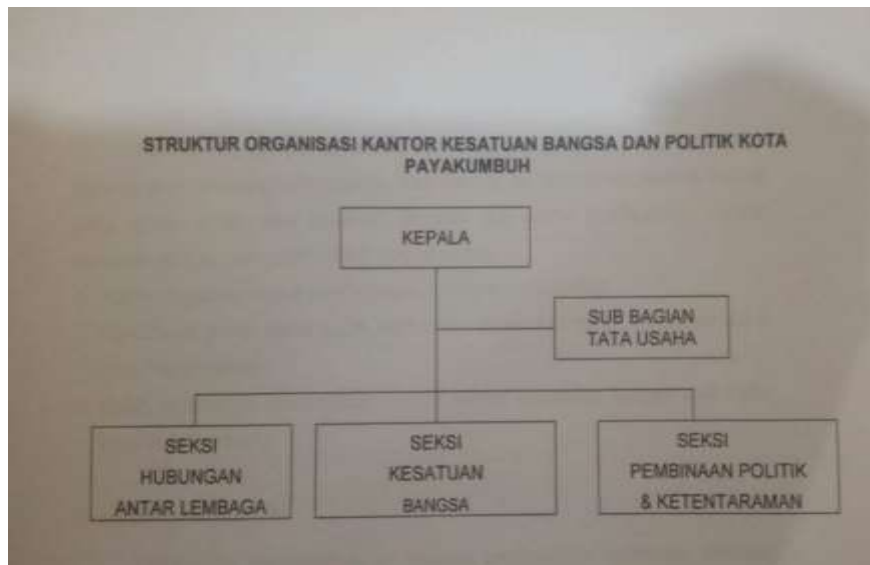 STRUKTUR ORGANISASI KANTOR KESATUAN BANGSA DAN POLITIK KOTA
PAYAKUMBUH
KEPALA
SUB BAGIAN
TATA USAHA
SEKSI
HUBUNGAN
ANTAR LEMBAGA
SEKSI
KESATUAN
BANGSA
SEKSI
PEMBINAAN POLITIK
& KETENTARAMAN